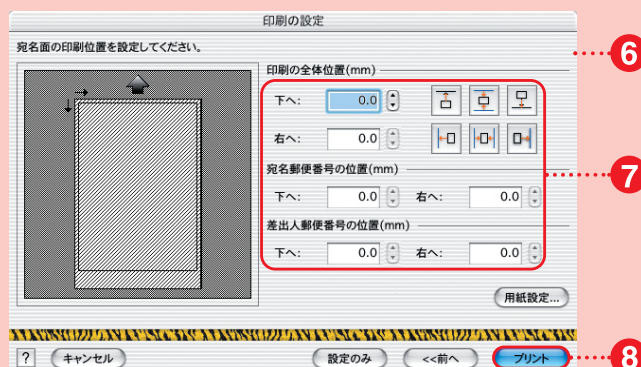 印刷の設定
宛名面の印刷位置を設定してください。
6
印刷の全体位置(mm)
下へ: 0.0
右へ: 0.0
7
宛名郵便番号の位置(mm)
下へ: 0.0 右へ: 0.0
差出人郵便番号の位置(mm)
下へ: 0.0 右へ: 0.0
用紙設定...
? キャンセル 設定のみ <<前へ プリント 8